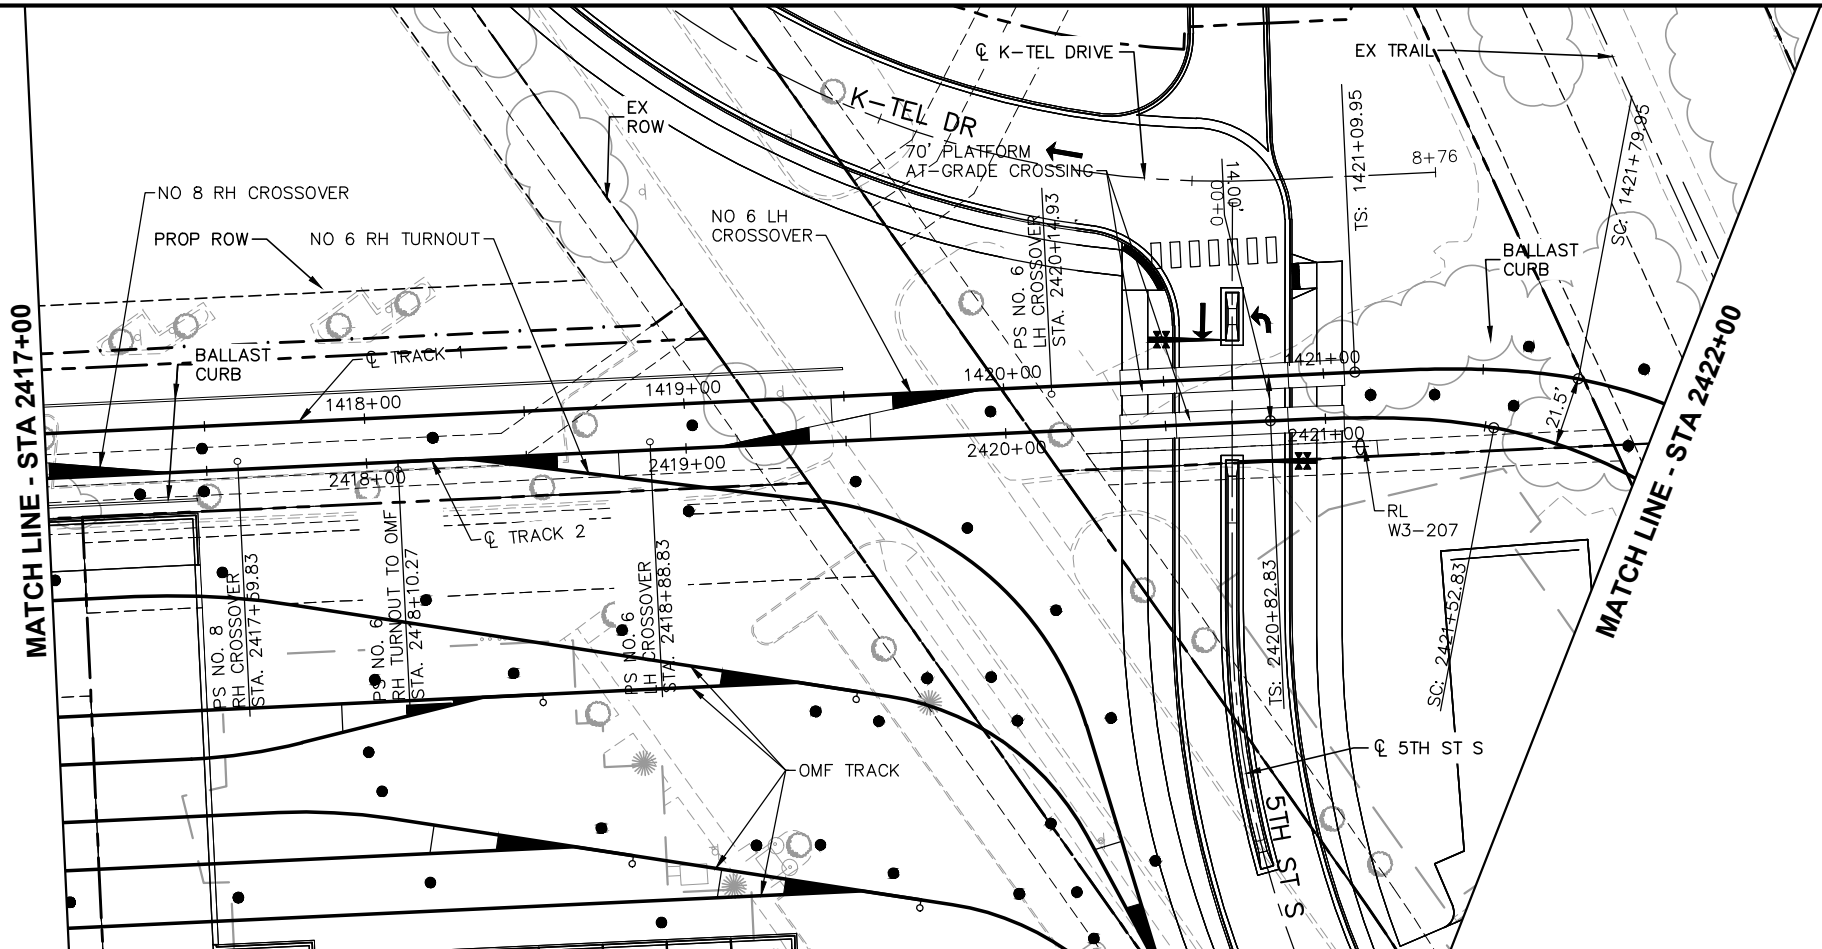 ℄ K-TEL DRIVE
EX TRAIL
K-TEL DR
EX
ROW
70' PLATFORM
AT-GRADE CROSSING
14.00'
0+00
8+76
TS: 1421+09.95
SC: 1421+79.95
NO 8 RH CROSSOVER
PROP ROW
NO 6 RH TURNOUT
NO 6 LH
CROSSOVER
PS NO. 6
LH CROSSOVER
STA. 2420+14.93
BALLAST
CURB
MATCH LINE - STA 2417+00
BALLAST
CURB
℄ TRACK 1
1418+00
1419+00
1420+00
1421+00
21.5'
MATCH LINE - STA 2422+00
2418+00
2419+00
2420+00
2421+00
℄ TRACK 2
RL
W3-207
PS NO. 8
RH CROSSOVER
STA. 2417+69.83
PS NO. 6
RH TURNOUT TO OMF
STA. 2418+10.27
PS NO. 6
LH CROSSOVER
STA. 2418+88.83
TS: 2420+82.83
SC: 2421+52.83
OMF TRACK
℄ 5TH ST S
5TH ST S